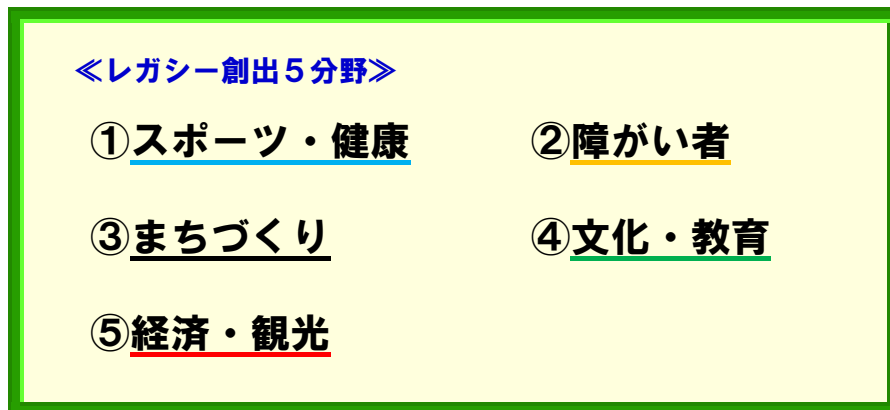 ≪レガシー創出５分野≫
①スポーツ・健康 ②障がい者
③まちづくり ④文化・教育
⑤経済・観光